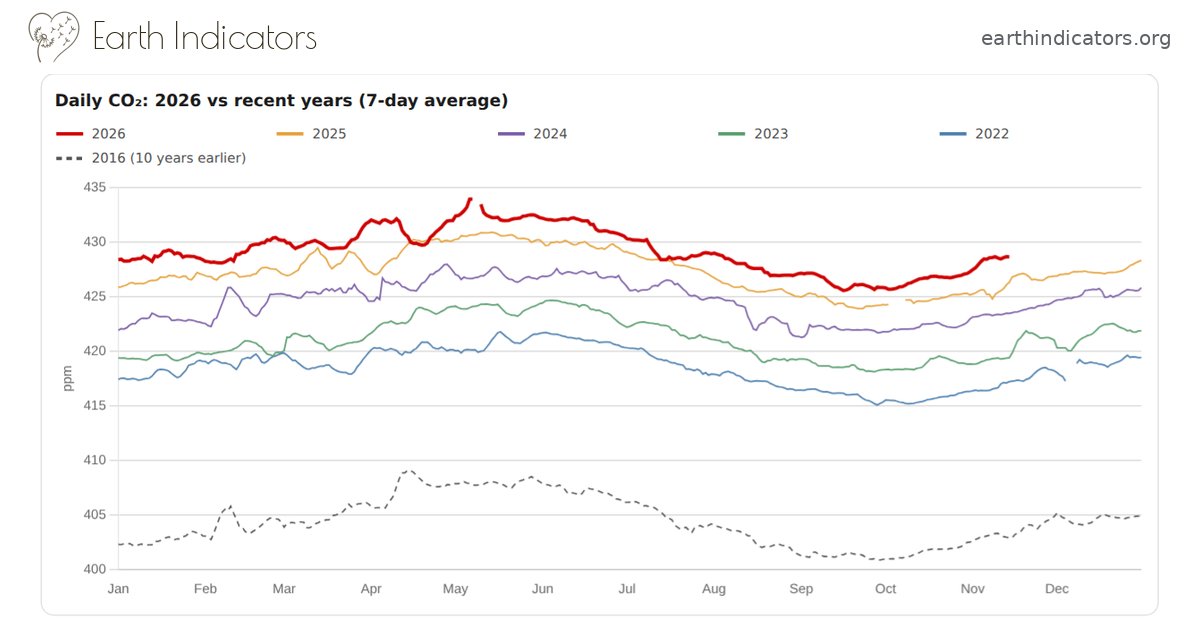 Earth Indicators
earthindicators.org
Daily CO₂: 2026 vs recent years (7-day average)
2026 2025 2024 2023 2022
2016 (10 years earlier)
435
430
425
420
415
410
405
400
ppm
Jan Feb Mar Apr May Jun Jul Aug Sep Oct Nov Dec